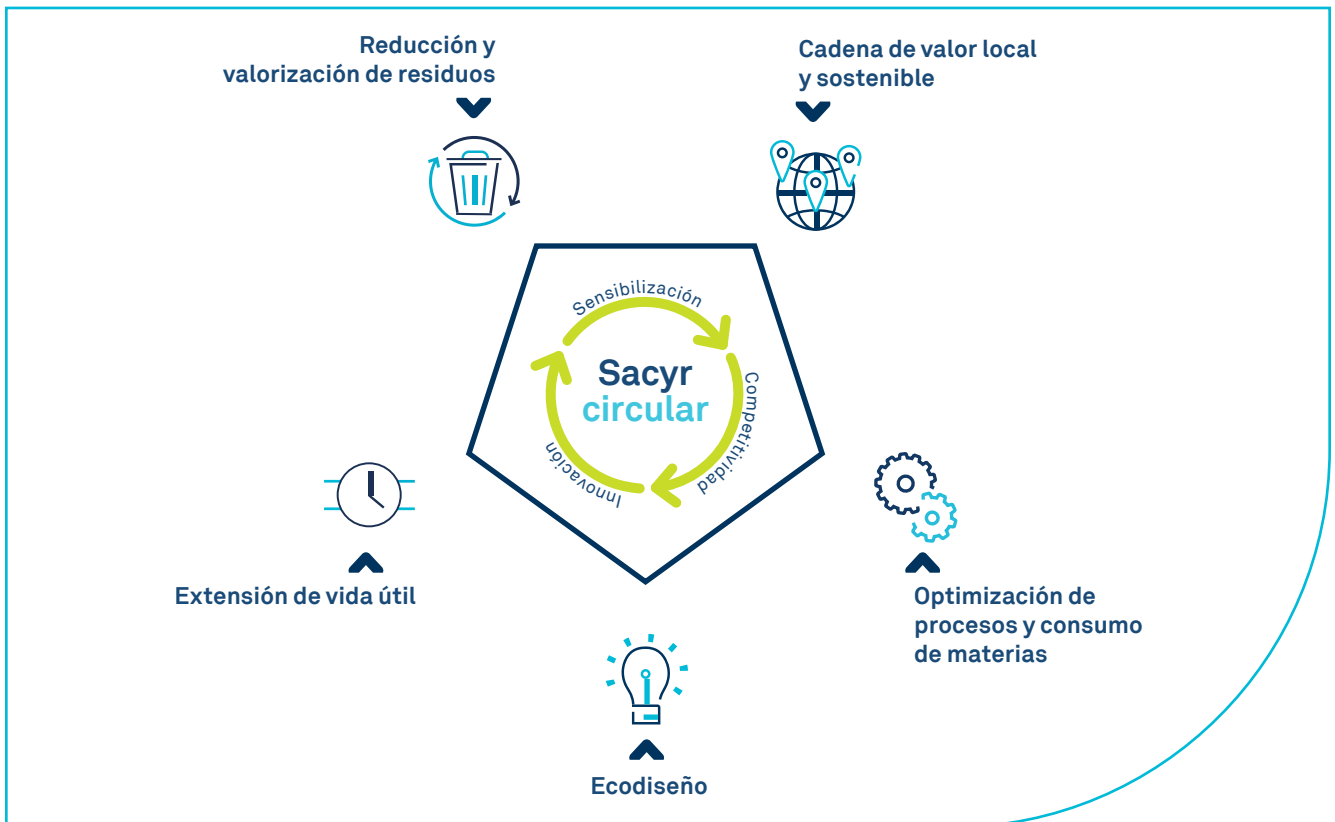 Reducción y
valorización de residuos
Cadena de valor local
y sostenible
Sensibilización
Sacyr
circular
Competitividad
Innovación
Extensión de vida útil
Optimización de
procesos y consumo
de materias
Ecodiseño